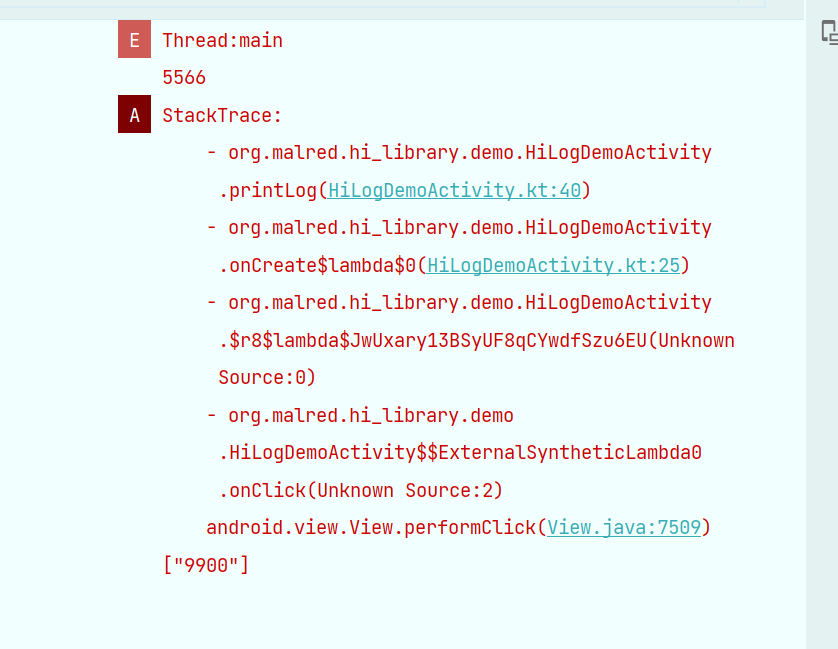 E Thread:main
5566
A StackTrace:
- org.malred.hi_library.demo.HiLogDemoActivity
.printLog(HiLogDemoActivity.kt:40)
- org.malred.hi_library.demo.HiLogDemoActivity
.onCreate$lambda$0(HiLogDemoActivity.kt:25)
- org.malred.hi_library.demo.HiLogDemoActivity
.$r8$lambda$JwUxary13BSyUF8qCYwdfSzu6EU(Unknown
Source:0)
- org.malred.hi_library.demo
.HiLogDemoActivity$$ExternalSyntheticLambda0
.onClick(Unknown Source:2)
android.view.View.performClick(View.java:7509)
["9900"]